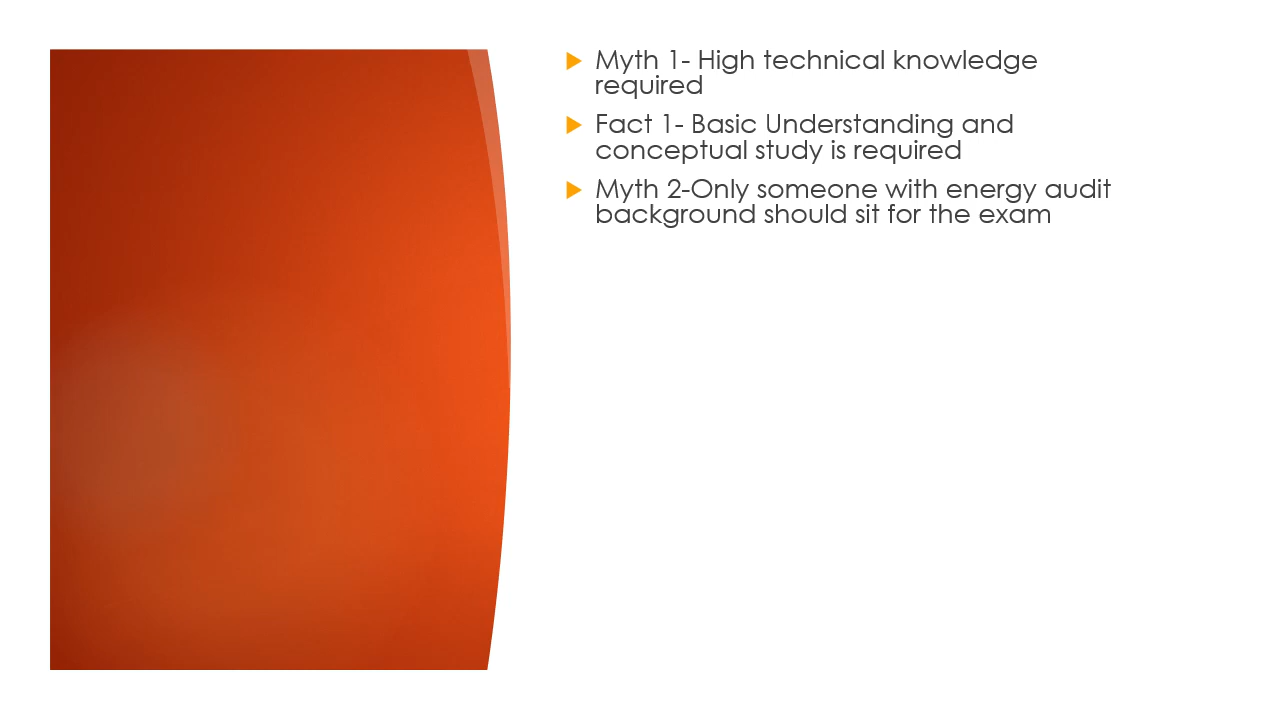 Myth 1- High technical knowledge
required
Fact 1- Basic Understanding and
conceptual study is required
Myth 2-Only someone with energy audit
background should sit for the exam